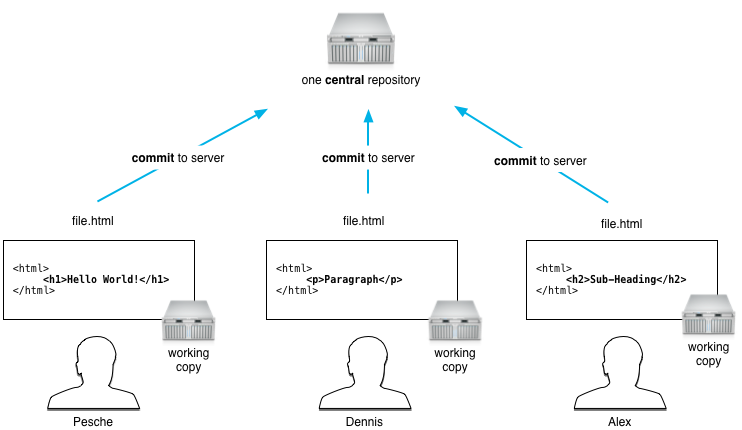 one central repository
commit to server
commit to server
commit to server
file.html
file.html
file.html
<html>
<h1>Hello World!</h1>
</html>
<html>
<p>Paragraph</p>
</html>
<html>
<h2>Sub-Heading</h2>
</html>
working
copy
working
copy
working
copy
Pesche
Dennis
Alex